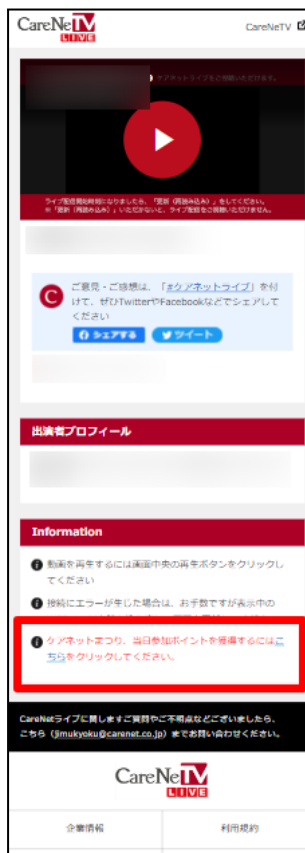 CareNeTV
LIVE
CareNeTV
ケアネットライブをご視聴いただけます。
ライブ配信開始時間になりましたら、「更新（再読み込み）」をしてください。
※「更新（再読み込み）」いただかないと、ライブ配信をご視聴いただけません。
ご意見・ご感想は、「#クアネットライブ」を付
けて、ぜひTwitterやFacebookなどでシェアして
ください
シェアする
ツイート
出演者プロフィール
Information
動画を再生するには画面中央の再生ボタンをクリックし
てください
接続にエラーが生じた場合は、お手数ですが表示中の
ケアネットまつり、当日参加ポイントを獲得するにはこ
ちらをクリックしてください。
CareNetライブに関しますご質問やご不明点などございましたら、
こちら（jimukyoku@carenet.co.jp）までお問い合わせください。
CareNeTV
LIVE
企業情報
利用規約